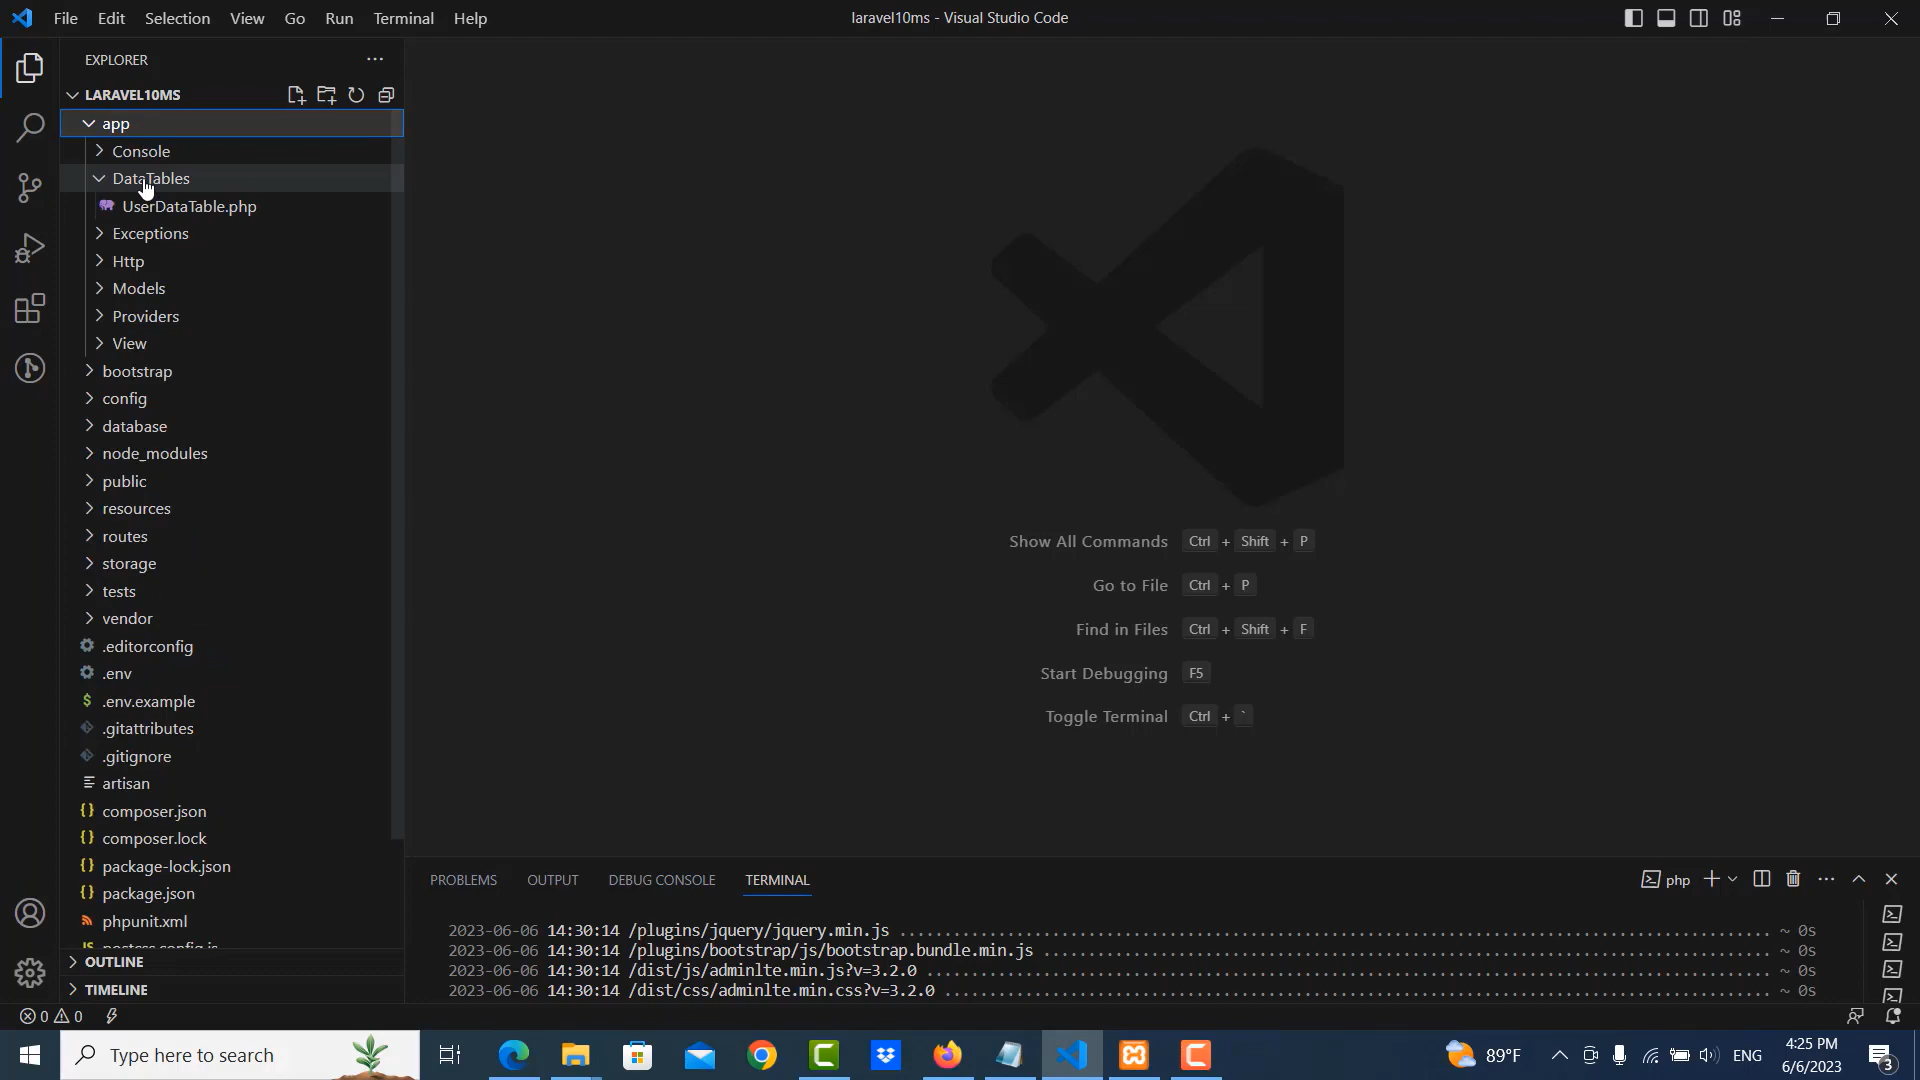 File Edit Selection View Go Run Terminal Help
laravel10ms - Visual Studio Code
EXPLORER
LARAVEL10MS
app
Console
DataTables
UserDataTable.php
Exceptions
Http
Models
Providers
View
bootstrap
config
database
node_modules
public
resources
routes
storage
tests
vendor
.editorconfig
.env
.env.example
.gitattributes
.gitignore
artisan
composer.json
composer.lock
package-lock.json
package.json
phpunit.xml
postcss.config.js
OUTLINE
TIMELINE
Show All Commands Ctrl + Shift + P
Go to File Ctrl + P
Find in Files Ctrl + Shift + F
Start Debugging F5
Toggle Terminal Ctrl + `
PROBLEMS OUTPUT DEBUG CONSOLE TERMINAL
php
2023-06-06 14:30:14 /plugins/jquery/jquery.min.js ~ 0s
2023-06-06 14:30:14 /plugins/bootstrap/js/bootstrap.bundle.min.js ~ 0s
2023-06-06 14:30:14 /dist/js/adminlte.min.js?v=3.2.0 ~ 0s
2023-06-06 14:30:14 /dist/css/adminlte.min.css?v=3.2.0 ~ 0s
0 0
Type here to search
89°F
ENG
4:25 PM
6/6/2023
3